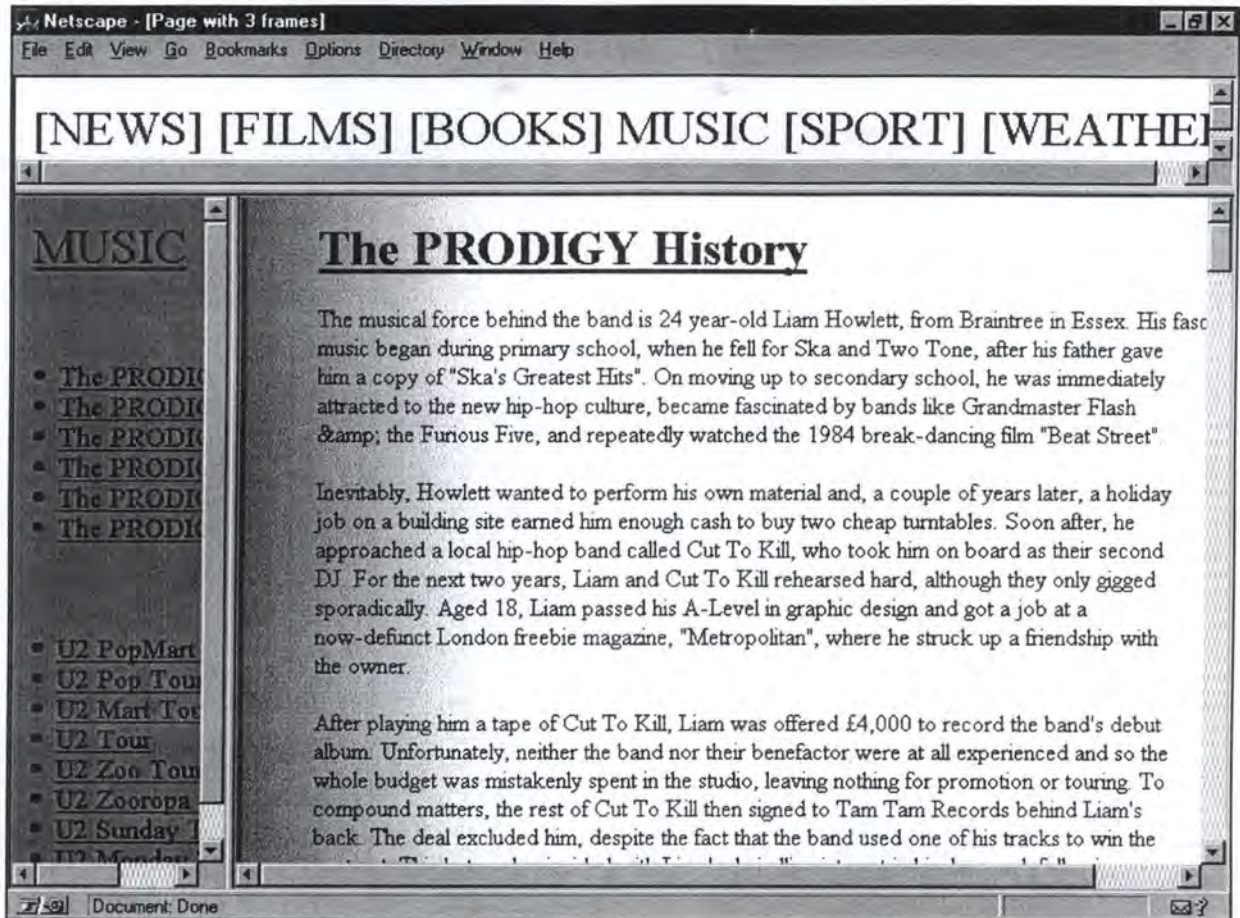 Netscape - [Page with 3 frames]
File Edit View Go Bookmarks Options Directory Window Help
[NEWS] [FILMS] [BOOKS] MUSIC [SPORT] [WEATHE
MUSIC
The PRODI
The PRODI
The PRODI
The PRODI
The PRODI
The PRODI
U2 PopMart
U2 Pop Tour
U2 Mart Tou
U2 Tour
U2 Zoo Tour
U2 Zooropa
U2 Sunday T
U2 Monday
The PRODIGY History
The musical force behind the band is 24 year-old Liam Howlett, from Braintree in Essex. His fasc
music began during primary school, when he fell for Ska and Two Tone, after his father gave
him a copy of "Ska's Greatest Hits". On moving up to secondary school, he was immediately
attracted to the new hip-hop culture, became fascinated by bands like Grandmaster Flash
&amp; the Furious Five, and repeatedly watched the 1984 break-dancing film "Beat Street"
Inevitably, Howlett wanted to perform his own material and, a couple of years later, a holiday
job on a building site earned him enough cash to buy two cheap turntables. Soon after, he
approached a local hip-hop band called Cut To Kill, who took him on board as their second
DJ. For the next two years, Liam and Cut To Kill rehearsed hard, although they only gigged
sporadically. Aged 18, Liam passed his A-Level in graphic design and got a job at a
now-defunct London freebie magazine, "Metropolitan", where he struck up a friendship with
the owner.
After playing him a tape of Cut To Kill, Liam was offered £4,000 to record the band's debut
album. Unfortunately, neither the band nor their benefactor were at all experienced and so the
whole budget was mistakenly spent in the studio, leaving nothing for promotion or touring. To
compound matters, the rest of Cut To Kill then signed to Tam Tam Records behind Liam's
back. The deal excluded him, despite the fact that the band used one of his tracks to win the
Document: Done